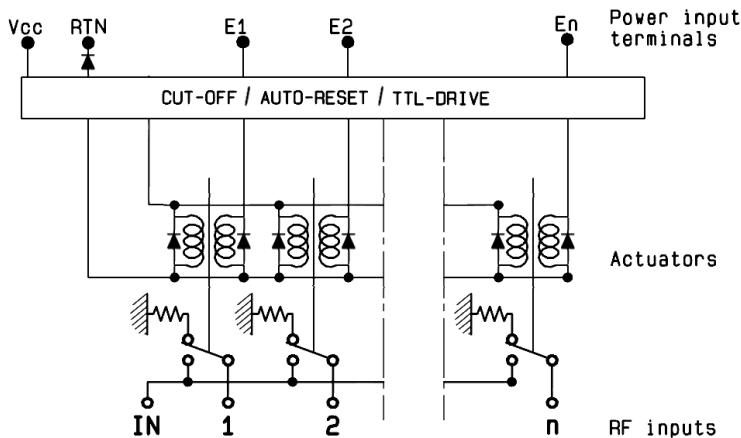 Vcc RTN E1 E2 En Power input
terminals
CUT-OFF / AUTO-RESET / TTL-DRIVE
Actuators
IN 1 2 n RF inputs